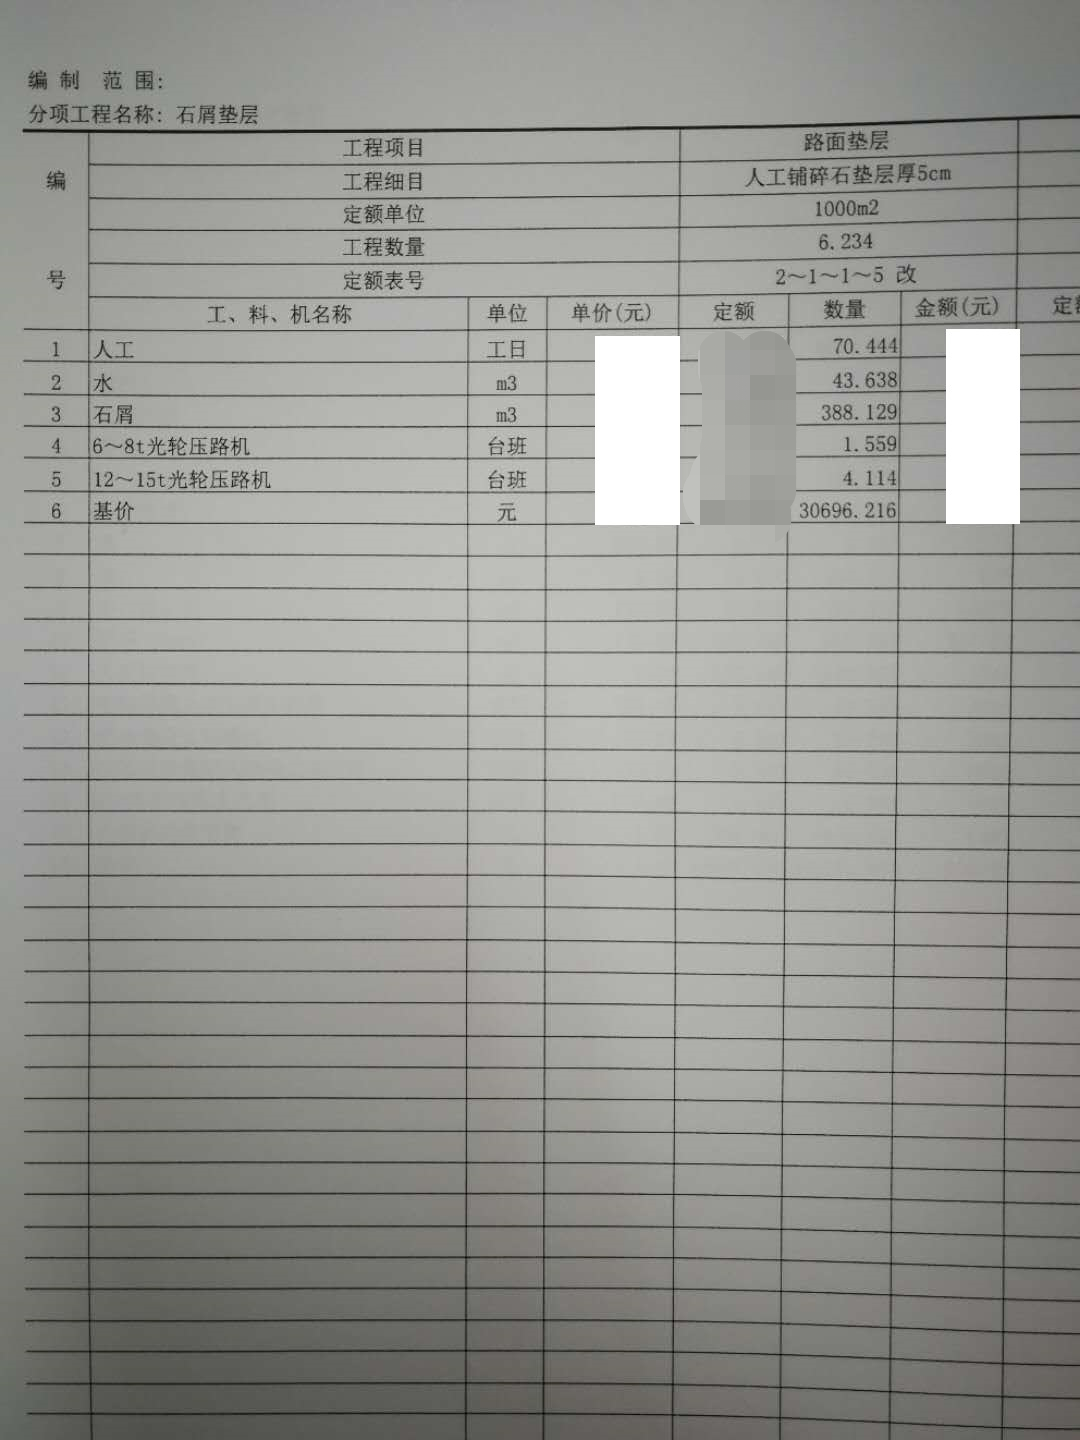 编 制 范 围:
分项工程名称: 石屑垫层
编 号
工程项目 路面垫层
工程细目 人工铺碎石垫层厚5cm
定额单位 1000m2
工程数量 6.234
定额表号 2～1～1～5 改
工、料、机名称 单位 单价(元) 定额 数量 金额(元)
1 人工 工日 70.444
2 水 m3 43.638
3 石屑 m3 388.129
4 6～8t光轮压路机 台班 1.559
5 12～15t光轮压路机 台班 4.114
6 基价 元 30696.216